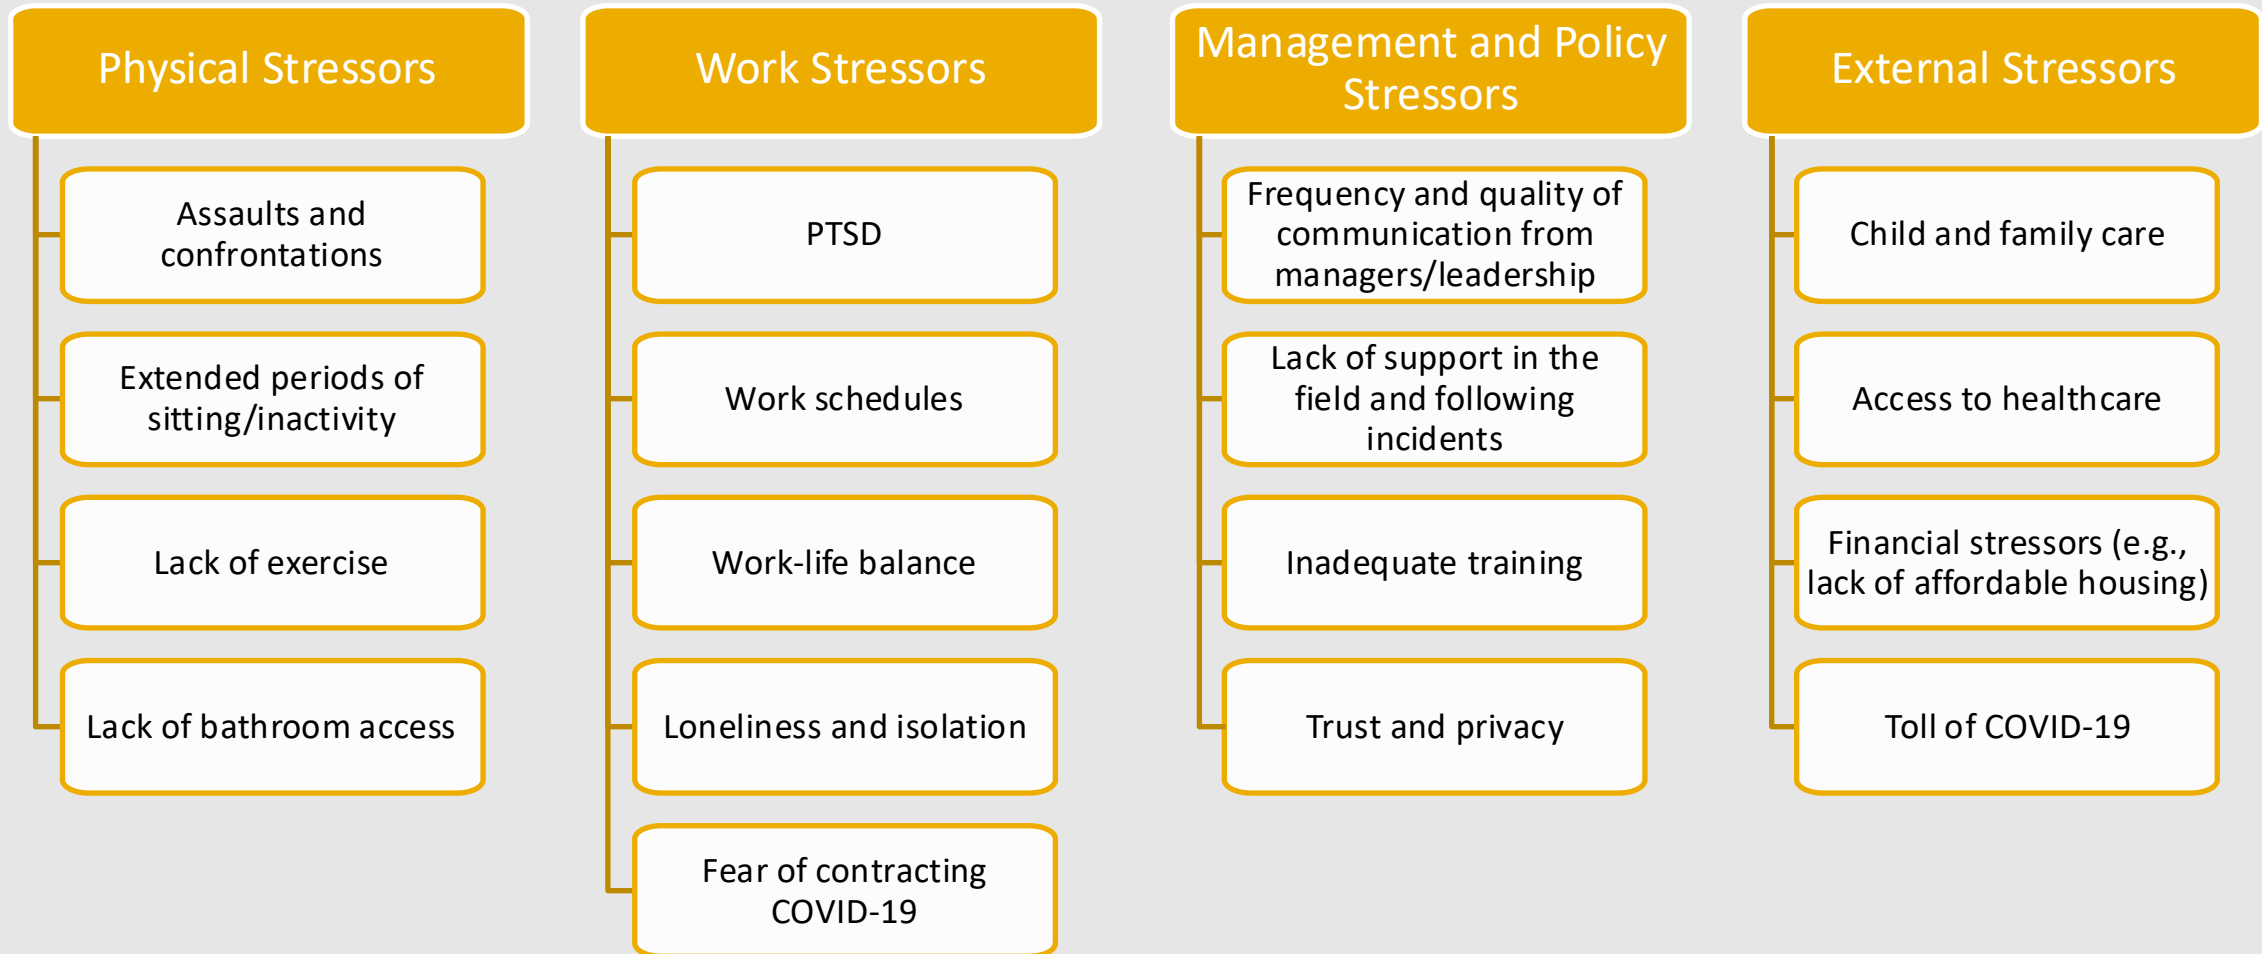 Physical Stressors
Assaults and
confrontations
Extended periods of
sitting/inactivity
Lack of exercise
Lack of bathroom access
Work Stressors
PTSD
Work schedules
Work-life balance
Loneliness and isolation
Fear of contracting
COVID-19
Management and Policy
Stressors
Frequency and quality of
communication from
managers/leadership
Lack of support in the
field and following
incidents
Inadequate training
Trust and privacy
External Stressors
Child and family care
Access to healthcare
Financial stressors (e.g.,
lack of affordable housing)
Toll of COVID-19